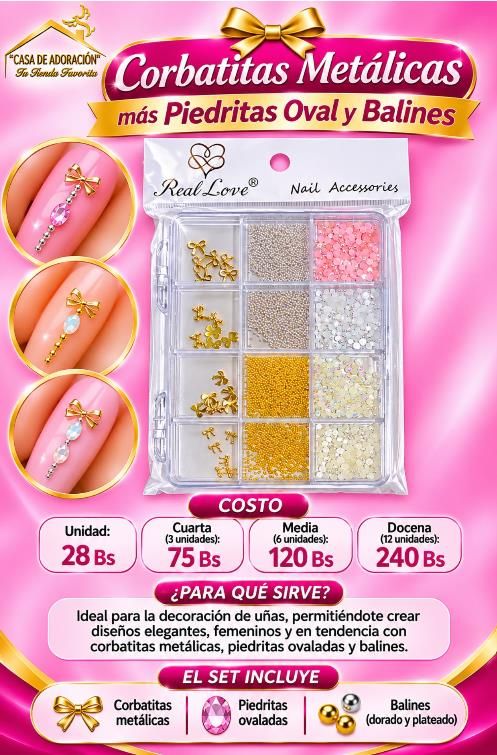 "CASA DE ADORACIÓN"
Tu Tienda Favorita
Corbatitas Metálicas
más Piedritas Oval y Balines
Real Love®
Nail Accessories
COSTO
Unidad:
28 Bs
Cuarta
(3 unidades):
75 Bs
Media
(6 unidades):
120 Bs
Docena
(12 unidades):
240 Bs
¿PARA QUÉ SIRVE?
Ideal para la decoración de uñas, permitiéndote crear
diseños elegantes, femeninos y en tendencia con
corbatitas metálicas, piedritas ovaladas y balines.
EL SET INCLUYE
Corbatitas
metálicas
Piedritas
ovaladas
Balines
(dorado y plateado)